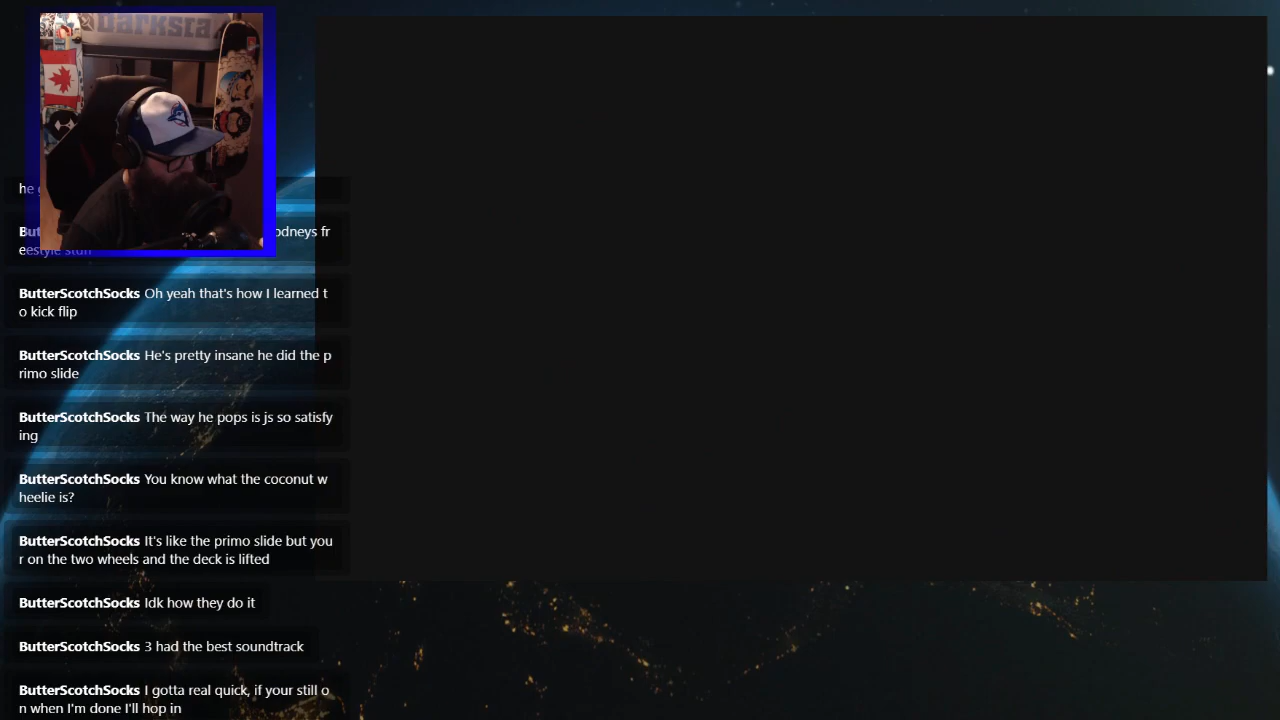 Darksta
he
But odneys fr
eestyle stuff
ButterScotchSocks Oh yeah that's how I learned t
o kick flip
ButterScotchSocks He's pretty insane he did the p
rimo slide
ButterScotchSocks The way he pops is js so satisfy
ing
ButterScotchSocks You know what the coconut w
heelie is?
ButterScotchSocks It's like the primo slide but you
r on the two wheels and the deck is lifted
ButterScotchSocks Idk how they do it
ButterScotchSocks 3 had the best soundtrack
ButterScotchSocks I gotta real quick, if your still o
n when I'm done I'll hop in